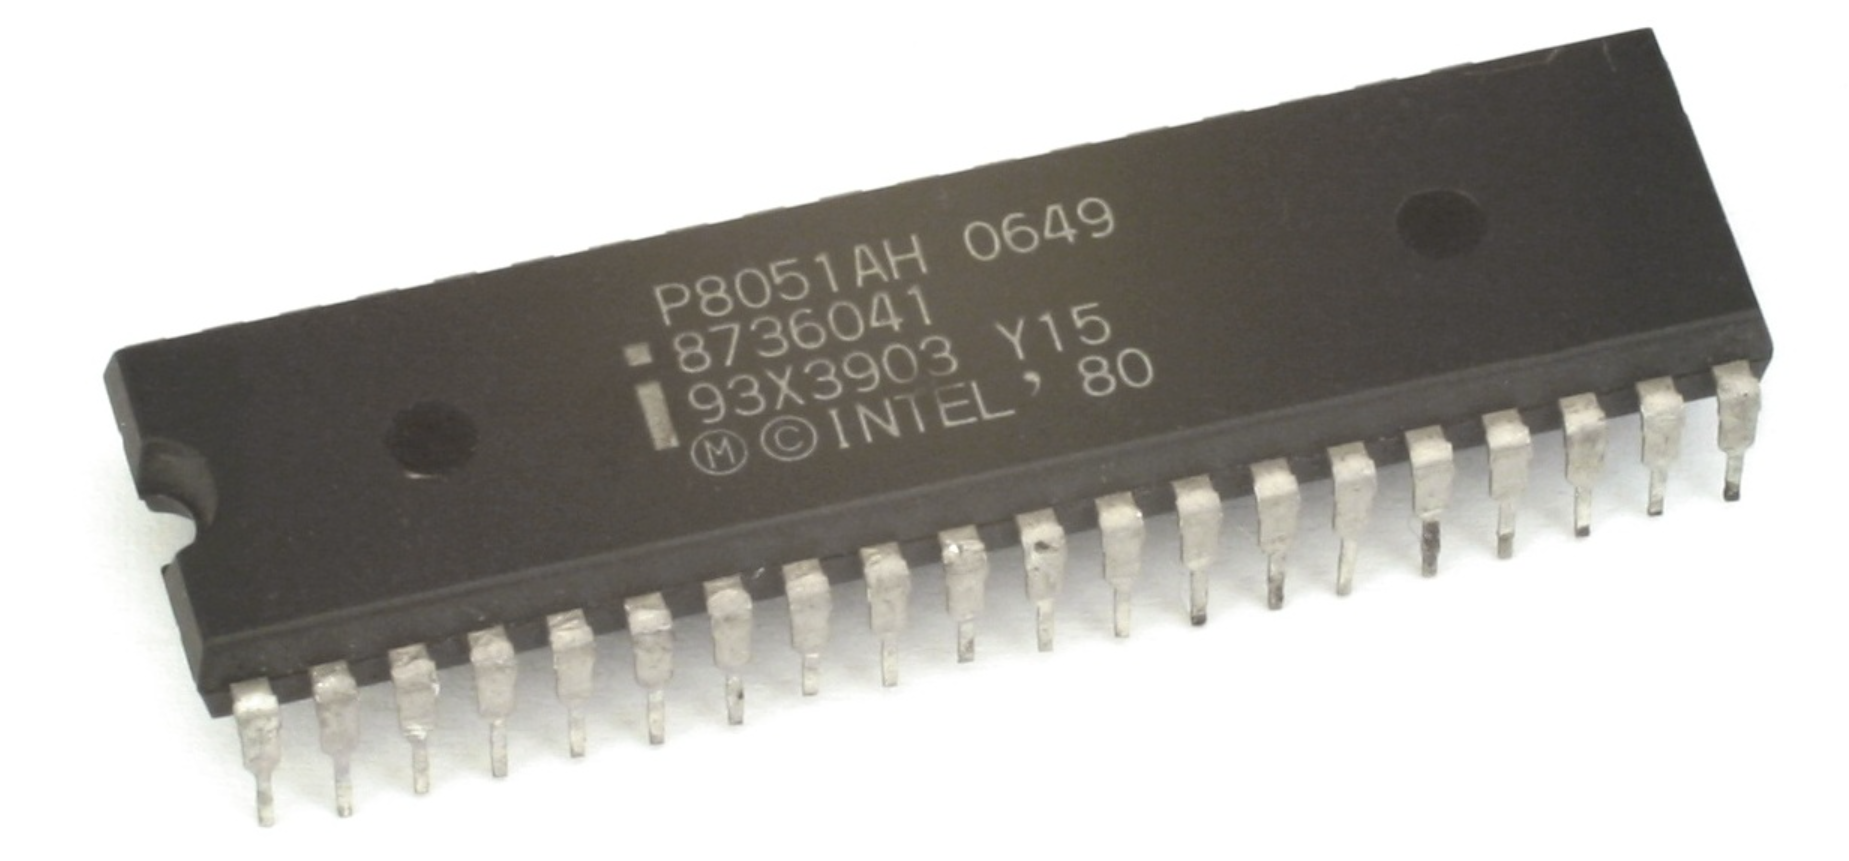 P8051AH 0649
8736041
93X3903 Y15
Ⓜ © INTEL ' 80